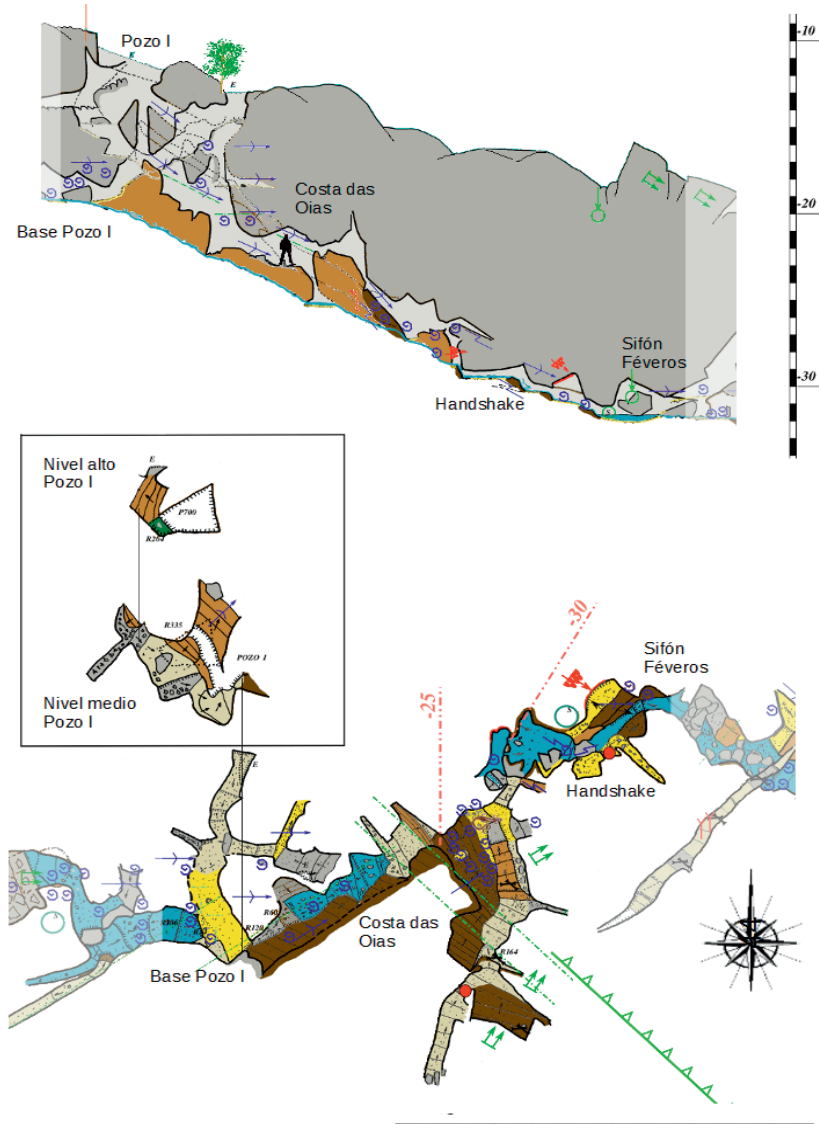 Pozo I
E
E
-10
Costa das
Oias
-20
Base Pozo I
Sifón
Féveros
-30
Handshake
S
Nivel alto
Pozo I
E
P700
R264
R335
POZO I
Nivel medio
Pozo I
-30
-25
Sifón
Féveros
S
Handshake
E
E
S
R60
R120
Costa das
Oias
Base Pozo I
R164